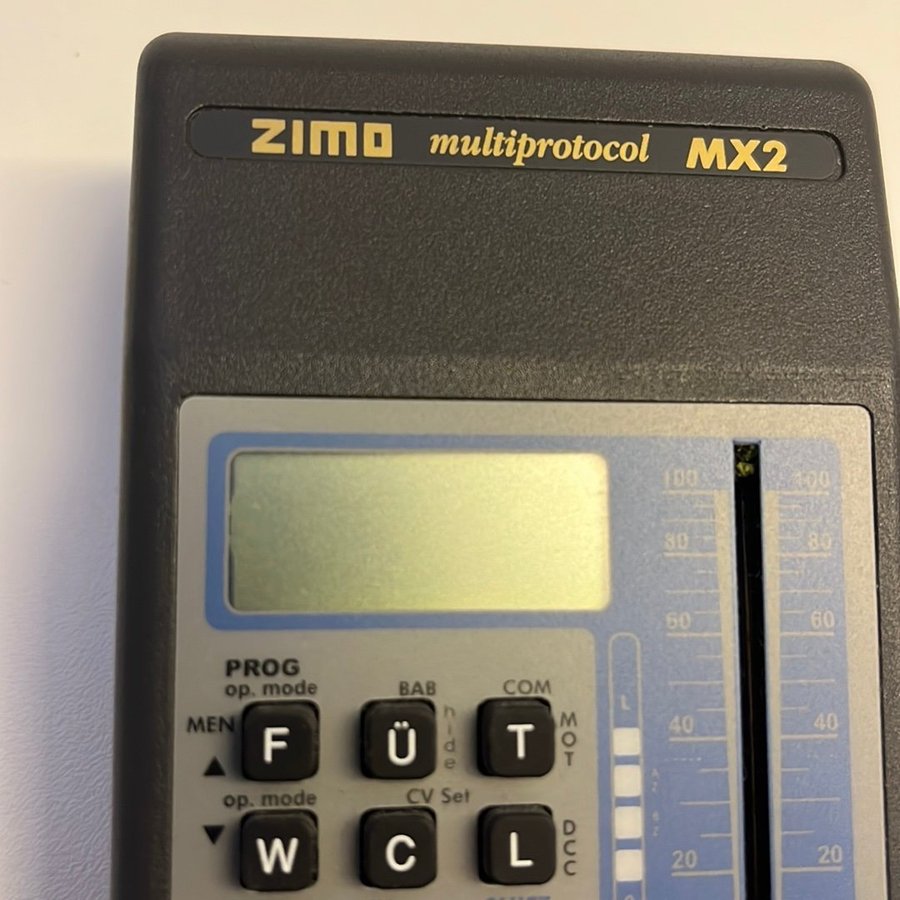 ZIMO multiprotocol MX2
100 100
80 80
60 60
40 40
20 20
L
PROG
op. mode BAB COM
MEN F Ü hide T MOT
op. mode CV Set
W C L DCC